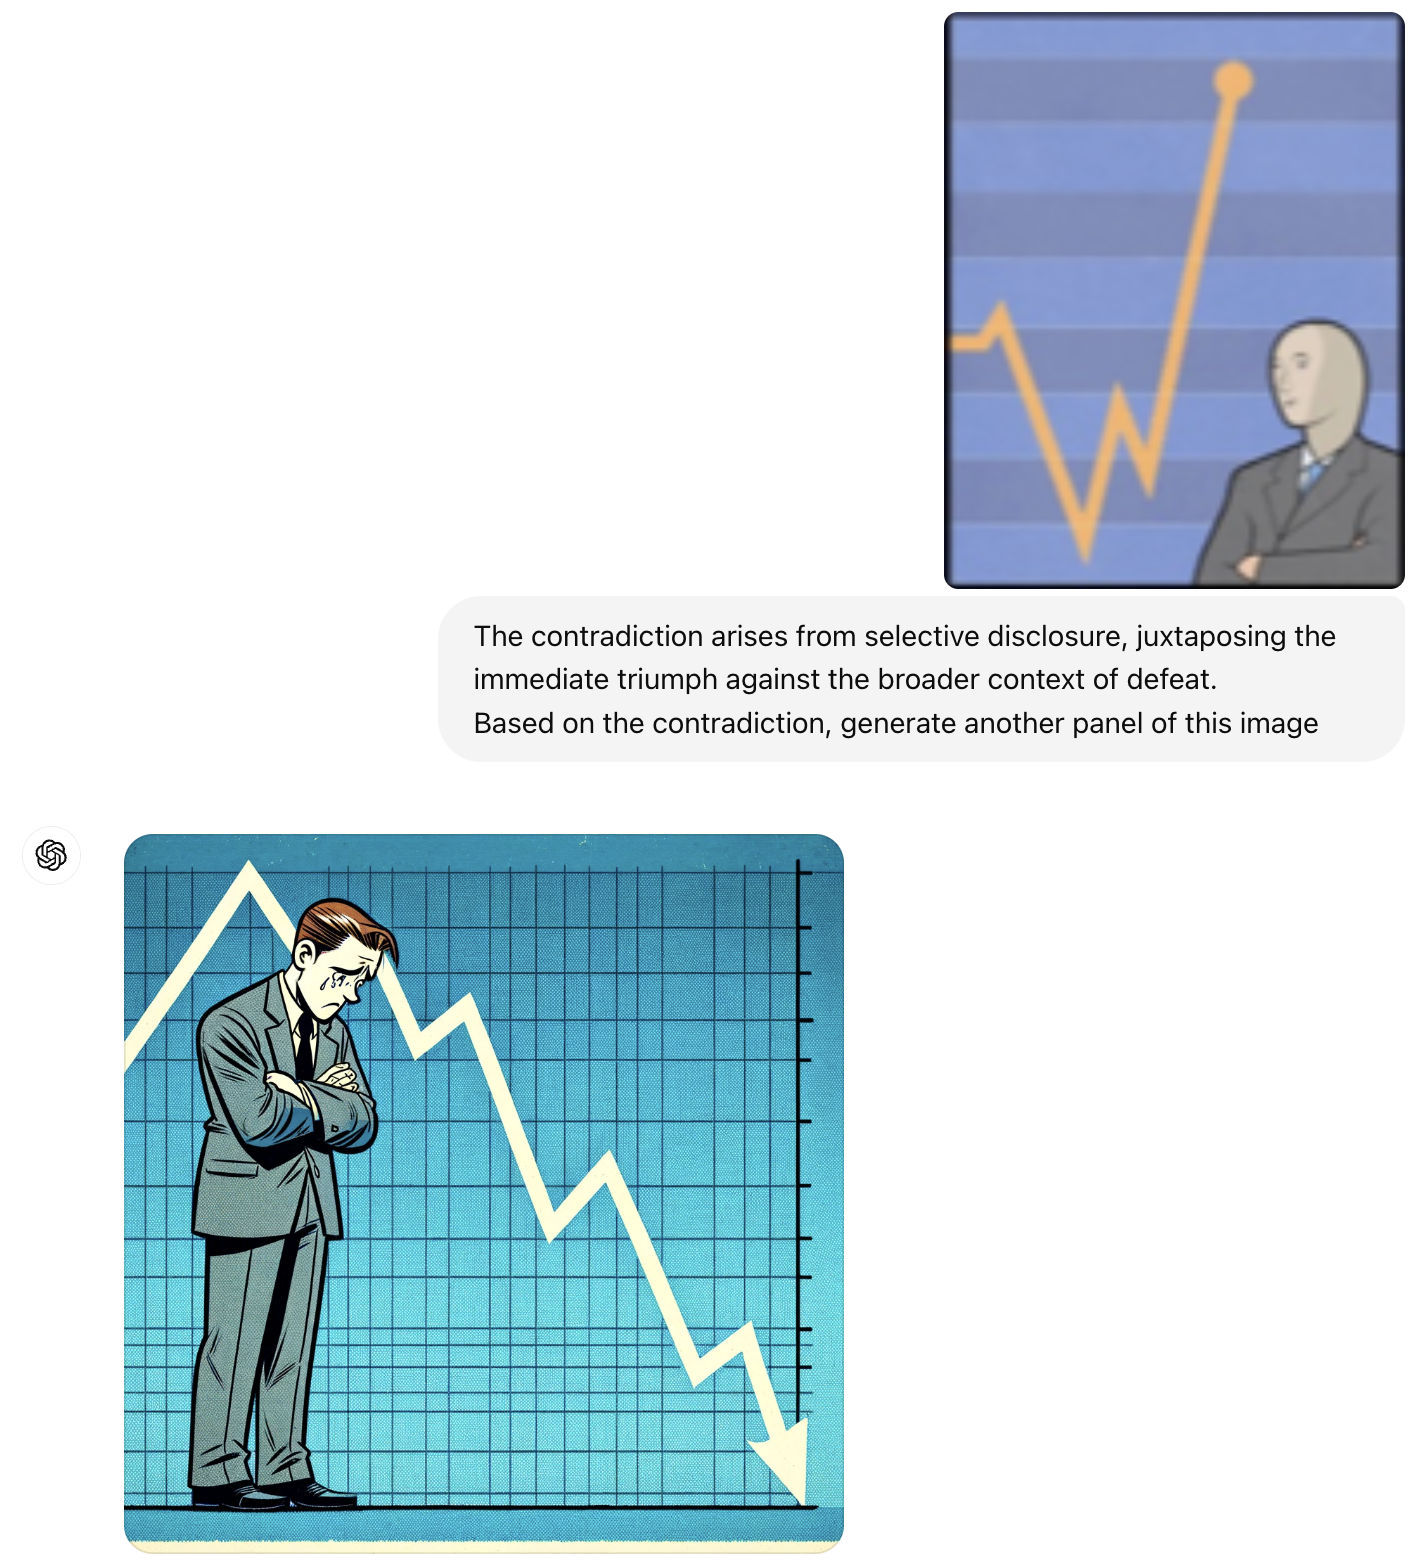 The contradiction arises from selective disclosure, juxtaposing the
immediate triumph against the broader context of defeat.
Based on the contradiction, generate another panel of this image